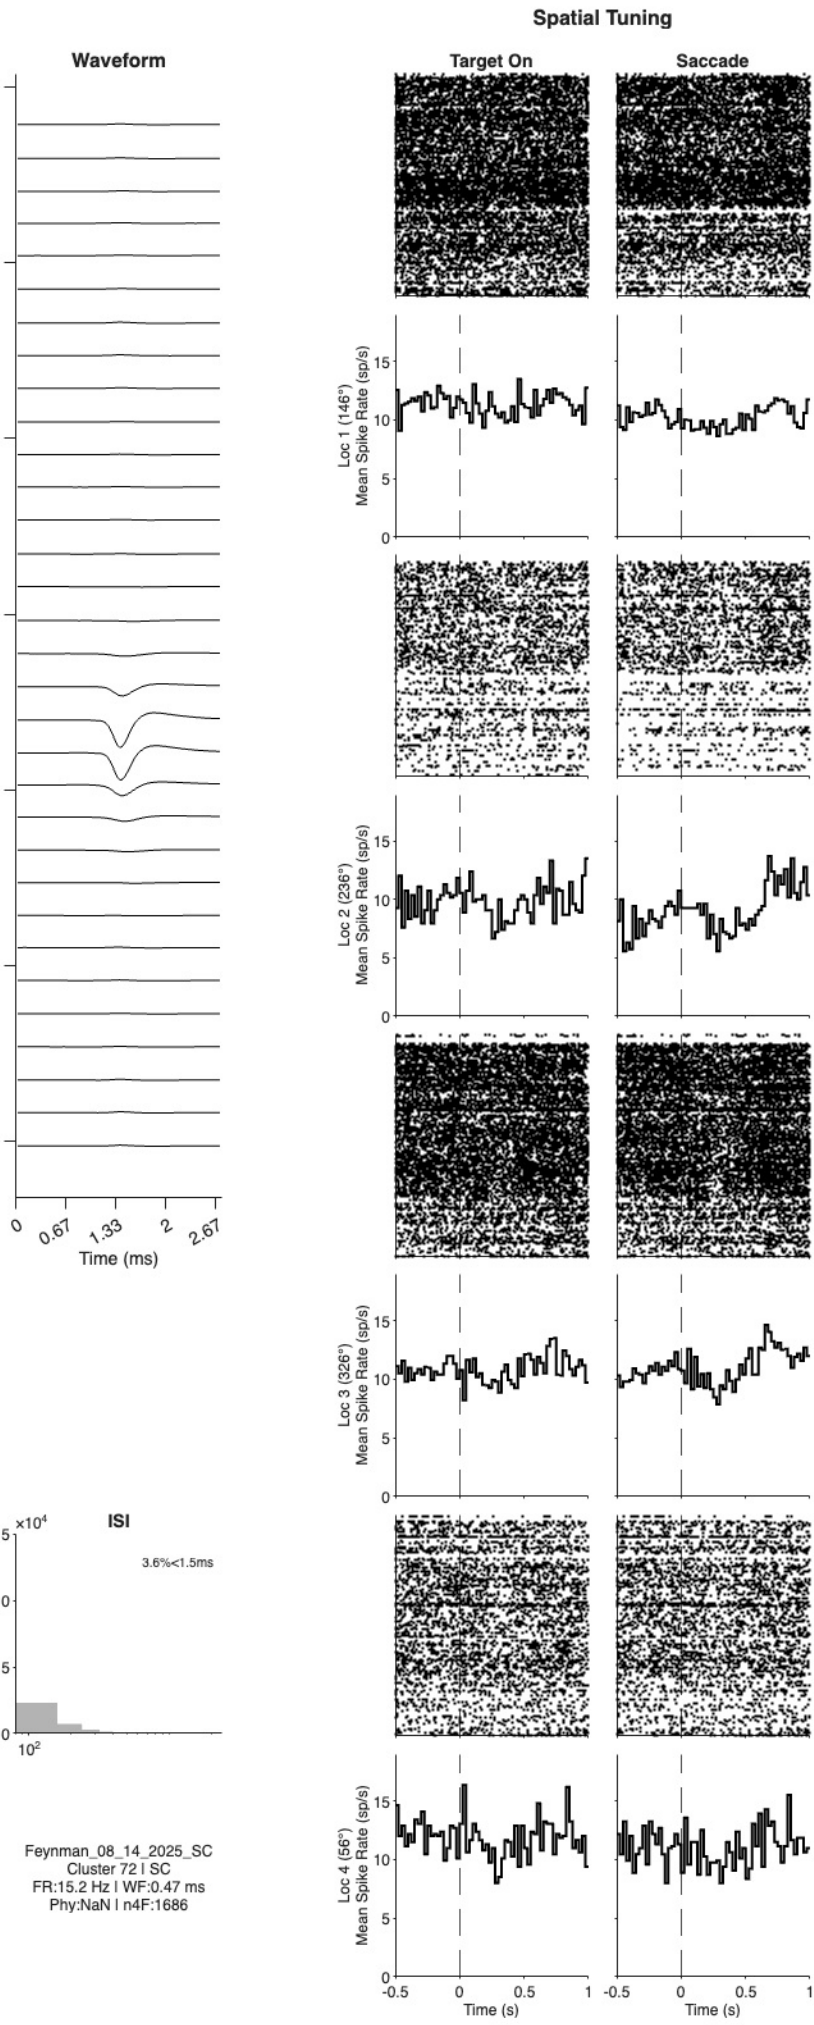 Spatial Tuning
Waveform
Target On
Saccade
15
10
5
0
Loc 1 (146°)
Mean Spike Rate (sp/s)
15
10
5
0
Loc 2 (236°)
Mean Spike Rate (sp/s)
0
0.67
1.33
2
2.67
Time (ms)
15
10
5
0
Loc 3 (326°)
Mean Spike Rate (sp/s)
×10⁴
ISI
5
3.6%<1.5ms
0
5
0
10²
15
10
5
0
Loc 4 (56°)
Mean Spike Rate (sp/s)
Feynman_08_14_2025_SC
Cluster 72 | SC
FR:15.2 Hz | WF:0.47 ms
Phy:NaN | n4F:1686
-0.5 0 0.5 1
Time (s)
-0.5 0 0.5 1
Time (s)